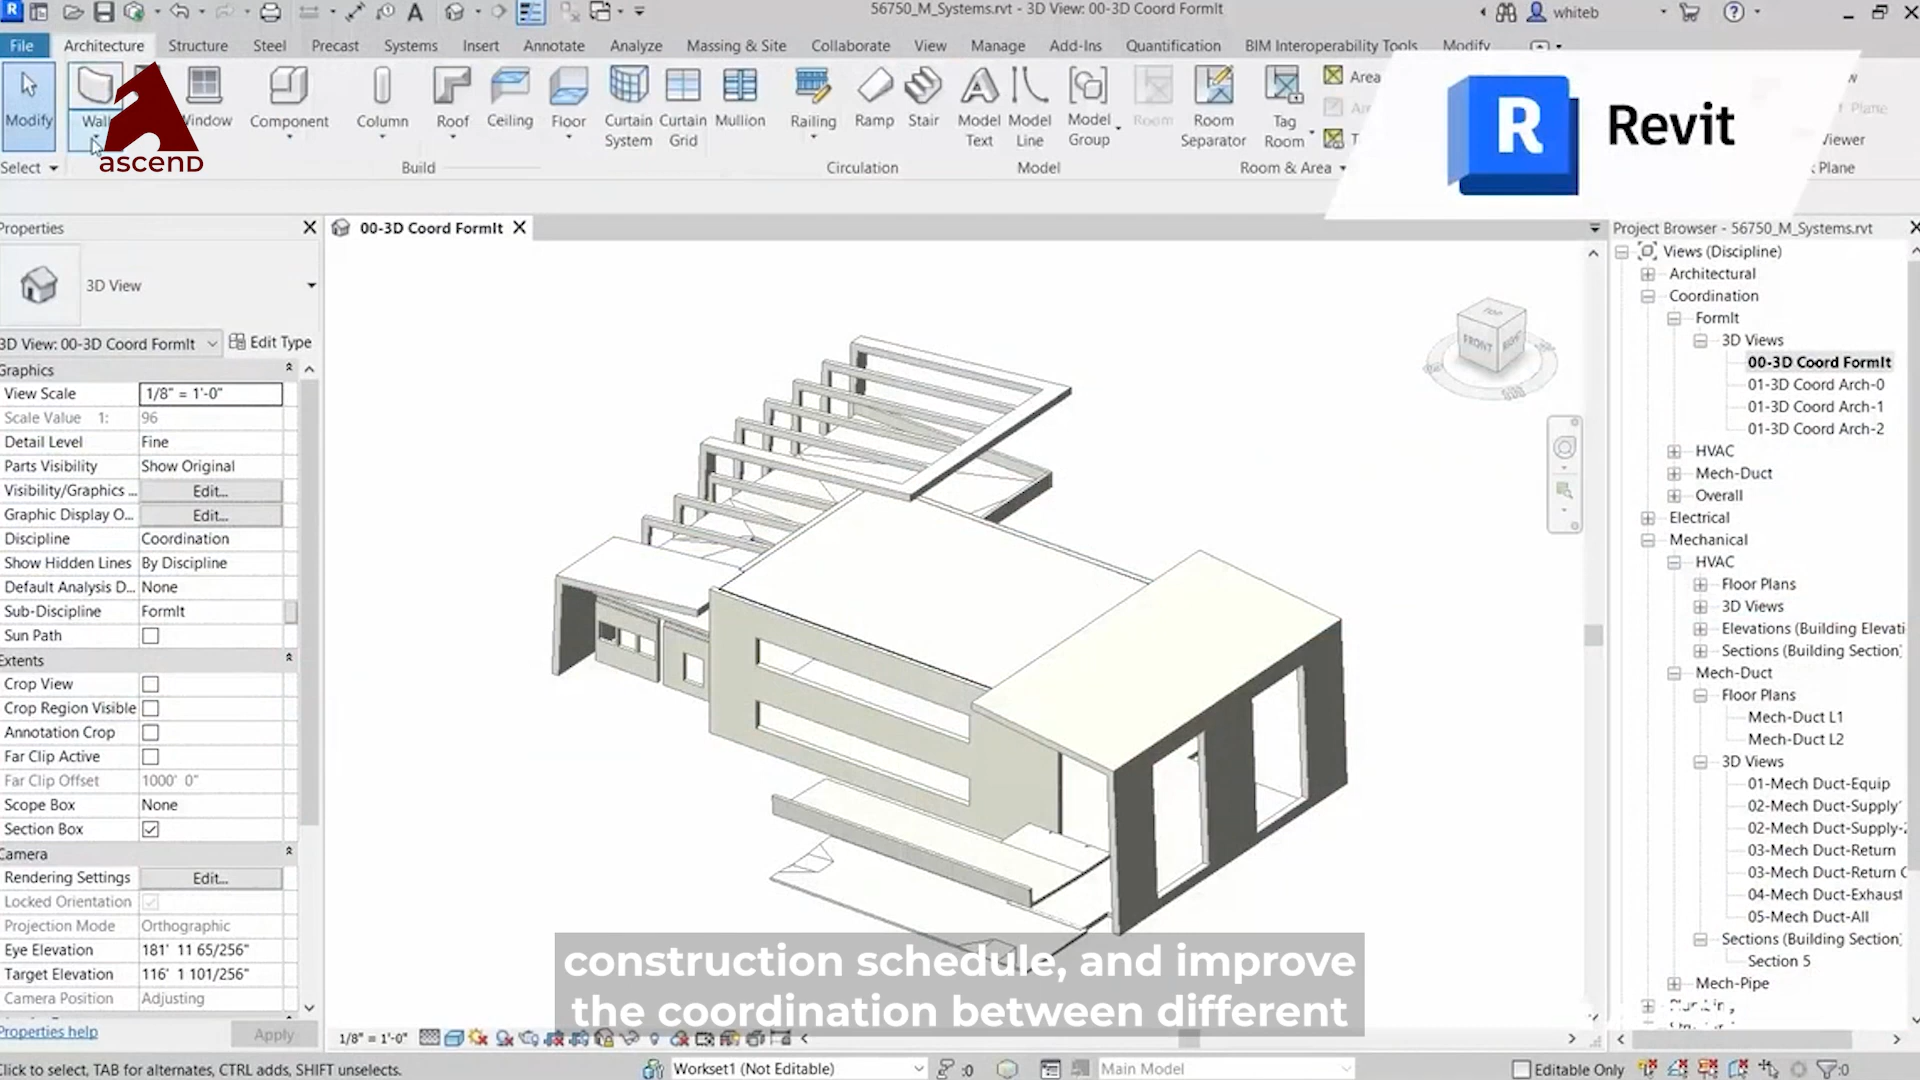 56750_M_Systems.rvt - 3D View: 00-3D Coord FormIt
whiteb
File Architecture Structure Steel Precast Systems Insert Annotate Analyze Massing & Site Collaborate View Manage Add-Ins Quantification BIM Interoperability Tools Modify
Modify Wall Window Component Column Roof Ceiling Floor Curtain System Curtain Grid Mullion Railing Ramp Stair Model Text Model Line Model Group Room Room Separator Tag Room Area
Viewer
Select Build Circulation Model Room & Area Plane
ascend
R Revit
Properties
00-3D Coord FormIt
Project Browser - 56750_M_Systems.rvt
3D View
3D View: 00-3D Coord FormIt Edit Type
Graphics
View Scale 1/8" = 1'-0"
Scale Value 1: 96
Detail Level Fine
Parts Visibility Show Original
Visibility/Graphics ... Edit...
Graphic Display O... Edit...
Discipline Coordination
Show Hidden Lines By Discipline
Default Analysis D... None
Sub-Discipline FormIt
Sun Path
Extents
Crop View
Crop Region Visible
Annotation Crop
Far Clip Active
Far Clip Offset 1000' 0"
Scope Box None
Section Box
Camera
Rendering Settings Edit...
Locked Orientation
Projection Mode Orthographic
Eye Elevation 181' 11 65/256"
Target Elevation 116' 1 101/256"
Camera Position Adjusting
Properties help Apply
TOP
FRONT
Views (Discipline)
Architectural
Coordination
FormIt
3D Views
00-3D Coord FormIt
01-3D Coord Arch-0
01-3D Coord Arch-1
01-3D Coord Arch-2
HVAC
Mech-Duct
Overall
Electrical
Mechanical
HVAC
Floor Plans
3D Views
Elevations (Building Elevati
Sections (Building Section)
Mech-Duct
Floor Plans
Mech-Duct L1
Mech-Duct L2
3D Views
01-Mech Duct-Equip
02-Mech Duct-Supply
02-Mech Duct-Supply-
03-Mech Duct-Return
03-Mech Duct-Return
04-Mech Duct-Exhaust
05-Mech Duct-All
Sections (Building Section)
Section 5
Mech-Pipe
construction schedule, and improve
the coordination between different
1/8" = 1'-0"
Click to select, TAB for alternates, CTRL adds, SHIFT unselects.
Workset1 (Not Editable) :0 Main Model Editable Only :0